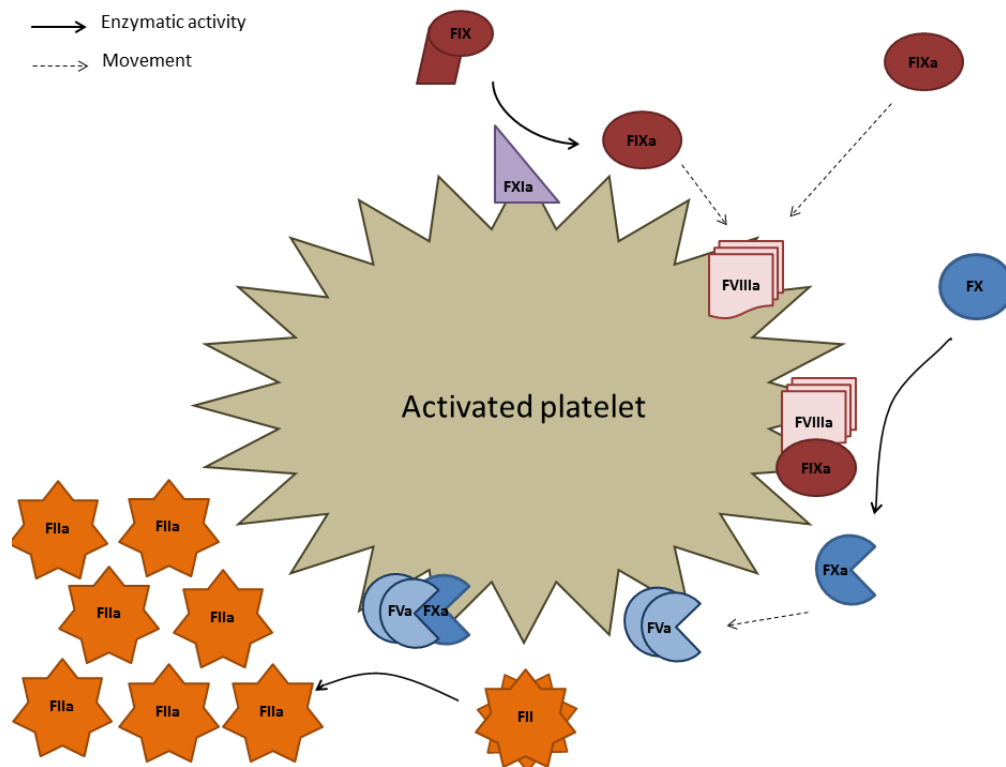 Enzymatic activity
Movement
FIX
FIXa
FIXa
FXIa
FVIIIa
FX
Activated platelet
FVIIIa
FIXa
FIIa
FIIa
FXa
FIIa
FIIa
FVa
FXa
FVa
FIIa
FIIa
FIIa
FII